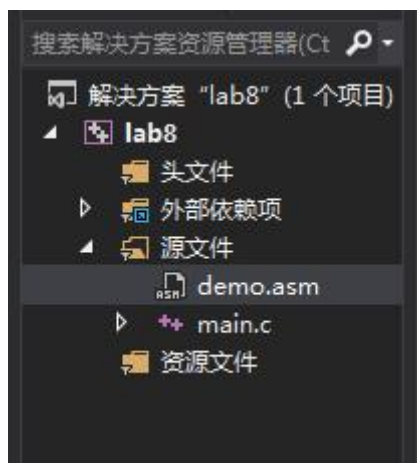 搜索解决方案资源管理器(Ct
解决方案 "lab8" (1 个项目)
lab8
头文件
外部依赖项
源文件
ASM demo.asm
++ main.c
资源文件